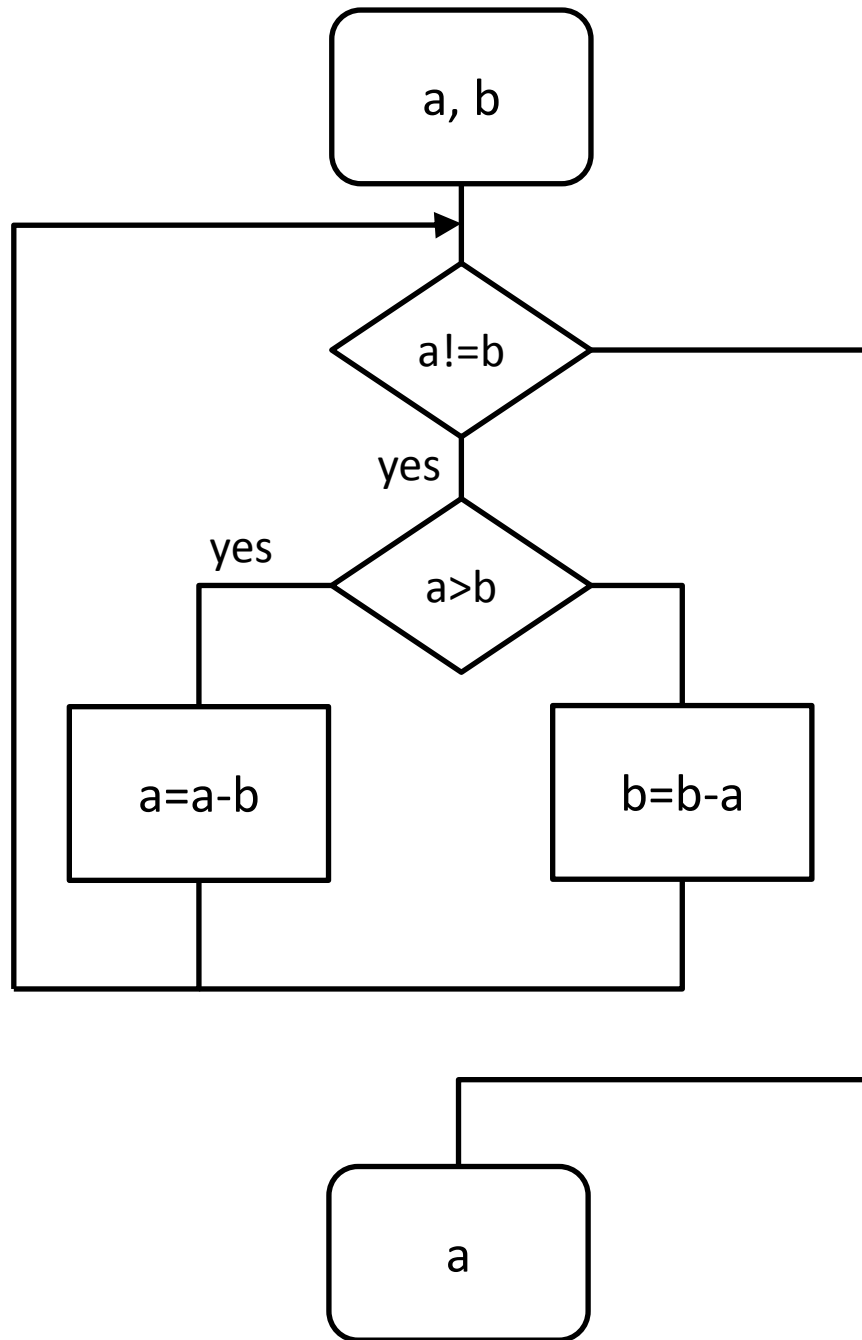 a, b
a!=b
yes
yes
a>b
a=a-b
b=b-a
a